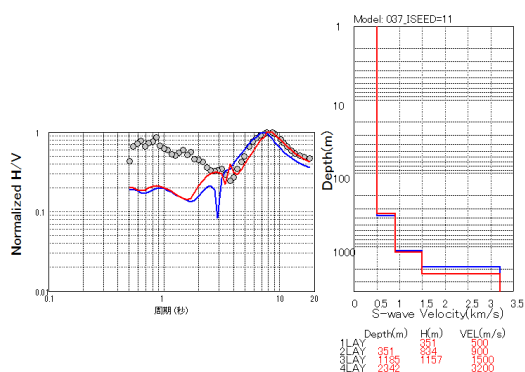 Model: 037_ISEED=11
Normalized H/V
1
0.1
0.01
0.1
1
10
20
周期(秒)
Depth(m)
1
10
100
1000
0
0.5
1
1.5
2
2.5
3
3.5
S-wave Velocity(km/s)
Depth(m) H(m) VEL(m/s)
1LAY 351 500
2LAY 351 834 900
3LAY 1185 1157 1500
4LAY 2342 3200